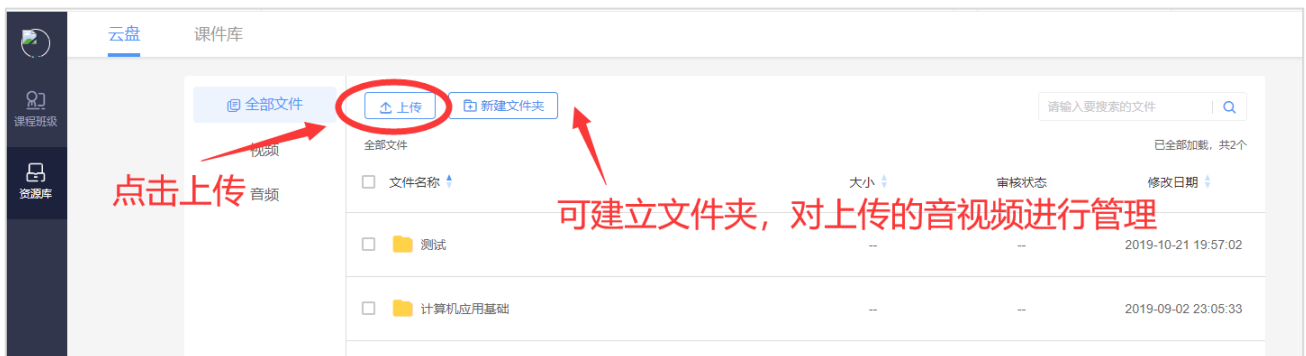 云盘
课件库
课程班级
资源库
全部文件
视频
音频
上传
新建文件夹
请输入要搜索的文件
全部文件
已全部加载，共2个
文件名称
大小
审核状态
修改日期
点击上传
可建立文件夹，对上传的音视频进行管理
测试
--
--
2019-10-21 19:57:02
计算机应用基础
--
--
2019-09-02 23:05:33